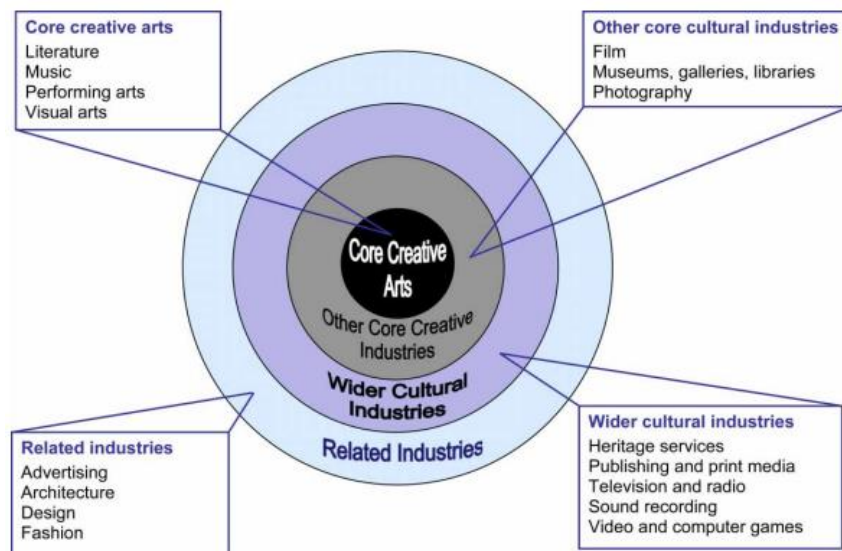 Core creative arts
Literature
Music
Performing arts
Visual arts
Other core cultural industries
Film
Museums, galleries, libraries
Photography
Core Creative
Arts
Other Core Creative
Industries
Wider Cultural
Industries
Related Industries
Related industries
Advertising
Architecture
Design
Fashion
Wider cultural industries
Heritage services
Publishing and print media
Television and radio
Sound recording
Video and computer games